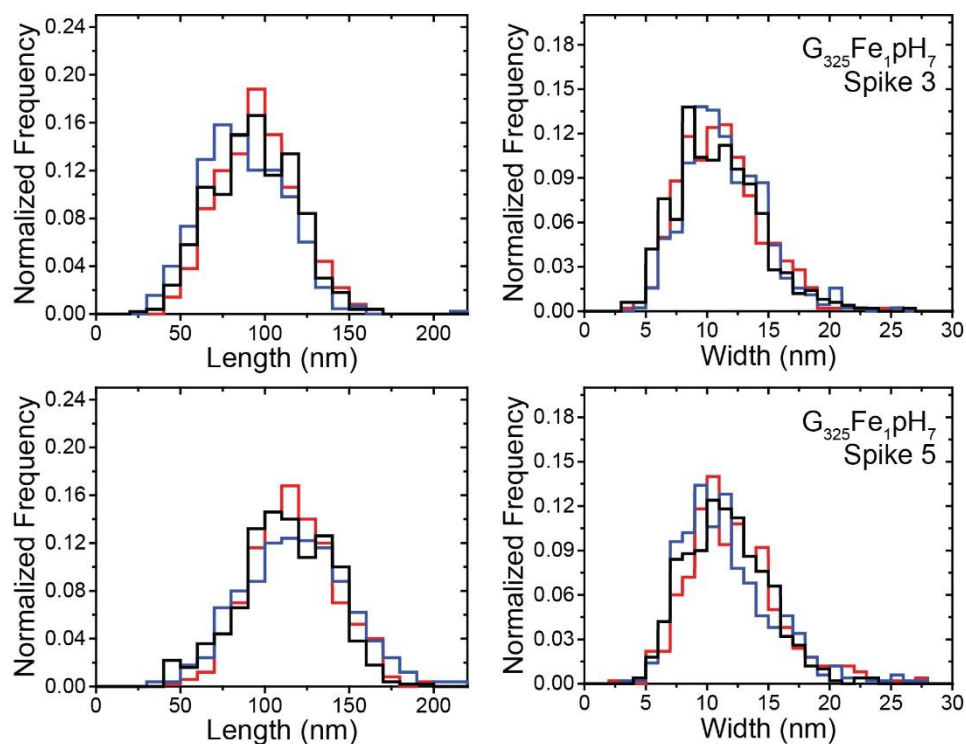 0.24
0.20
0.16
0.12
0.08
0.04
0.00
Normalized Frequency
0 50 100 150 200
Length (nm)
0.18
0.15
0.12
0.09
0.06
0.03
0.00
Normalized Frequency
G₃₂₅Fe₁pH₇
Spike 3
0 5 10 15 20 25 30
Width (nm)
0.24
0.20
0.16
0.12
0.08
0.04
0.00
Normalized Frequency
0 50 100 150 200
Length (nm)
0.18
0.15
0.12
0.09
0.06
0.03
0.00
Normalized Frequency
G₃₂₅Fe₁pH₇
Spike 5
0 5 10 15 20 25 30
Width (nm)